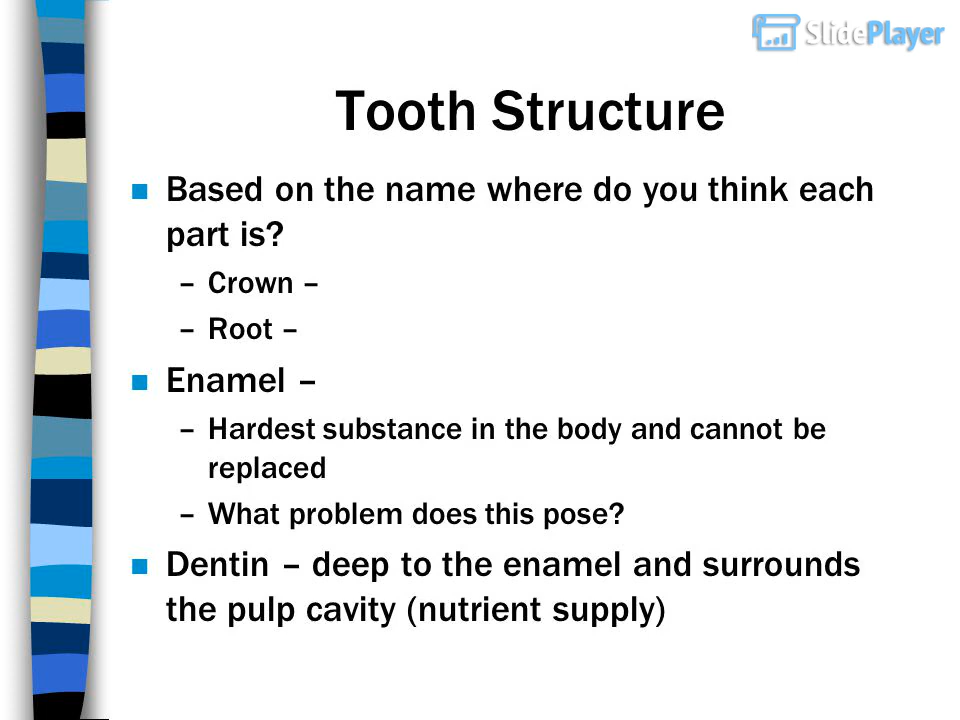 SlidePlayer
Tooth Structure
Based on the name where do you think each
part is?
– Crown –
– Root –
Enamel –
– Hardest substance in the body and cannot be
replaced
– What problem does this pose?
Dentin – deep to the enamel and surrounds
the pulp cavity (nutrient supply)